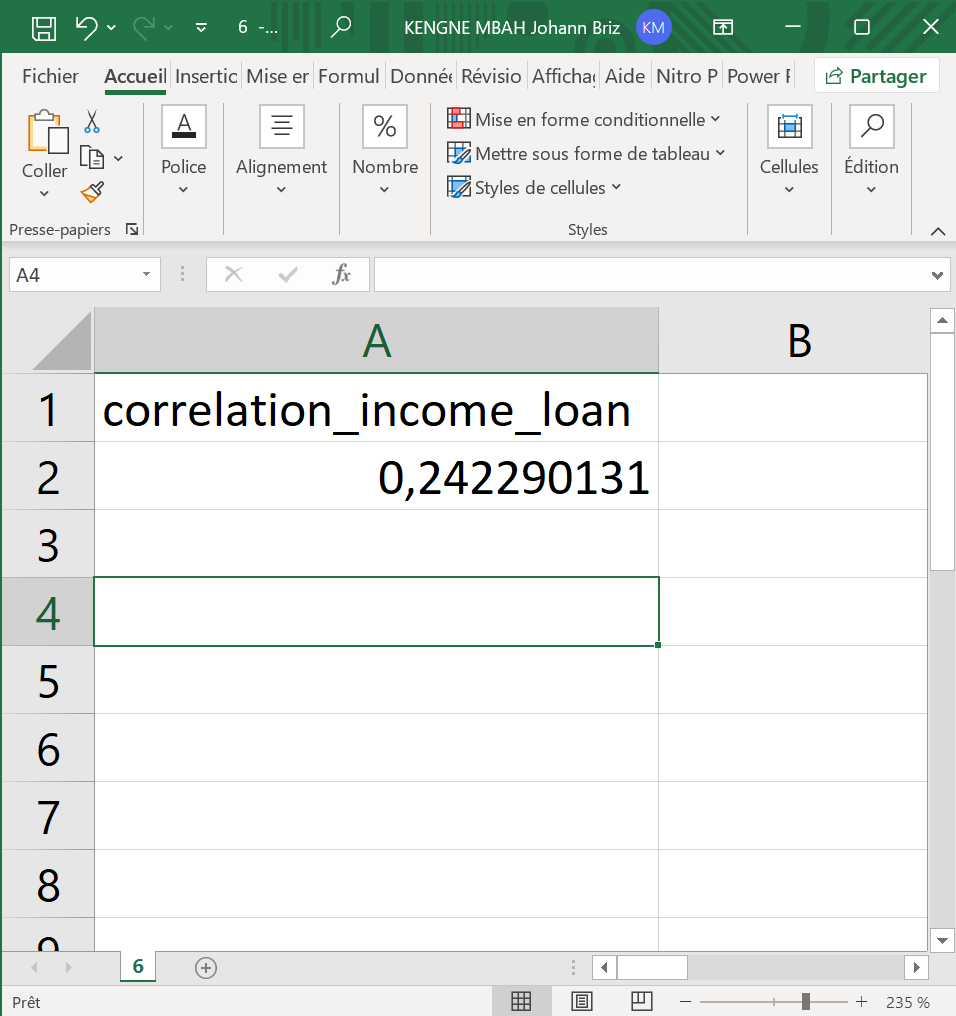 6 -... KENGNE MBAH Johann Briz KM
Fichier Accueil Insertic Mise er Formul Donné Révisio Affichag Aide Nitro P Power Partager
Coller
Police
Alignement
%
Nombre
Mise en forme conditionnelle
Mettre sous forme de tableau
Styles de cellules
Cellules
Édition
Presse-papiers
Styles
A4
fx
A B
1 correlation_income_loan
2 0,242290131
3
4
5
6
7
8
9
6
Prêt
235 %